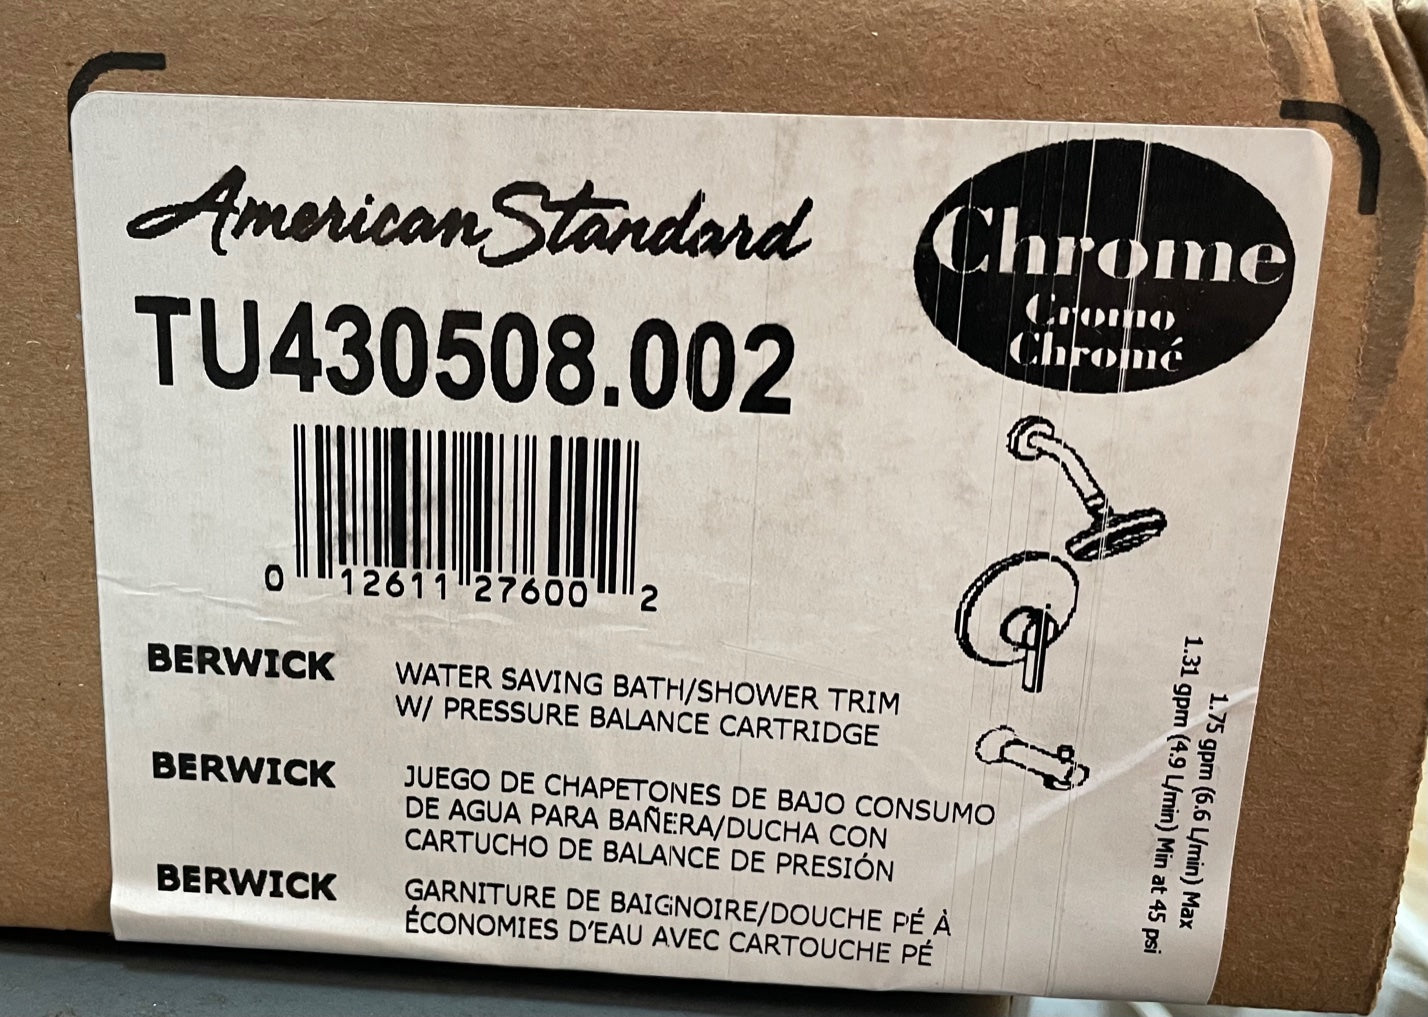 American Standard
TU430508.002
Chrome
Cromo
Chromé
0 12611 27600 2
BERWICK
WATER SAVING BATH/SHOWER TRIM
W/ PRESSURE BALANCE CARTRIDGE
BERWICK
JUEGO DE CHAPETONES DE BAJO CONSUMO
DE AGUA PARA BAÑERA/DUCHA CON
CARTUCHO DE BALANCE DE PRESIÓN
BERWICK
GARNITURE DE BAIGNOIRE/DOUCHE PÉ À
ÉCONOMIES D'EAU AVEC CARTOUCHE PÉ
1.75 gpm (6.6 L/min) Max
1.31 gpm (4.9 L/min) Min at 45 psi